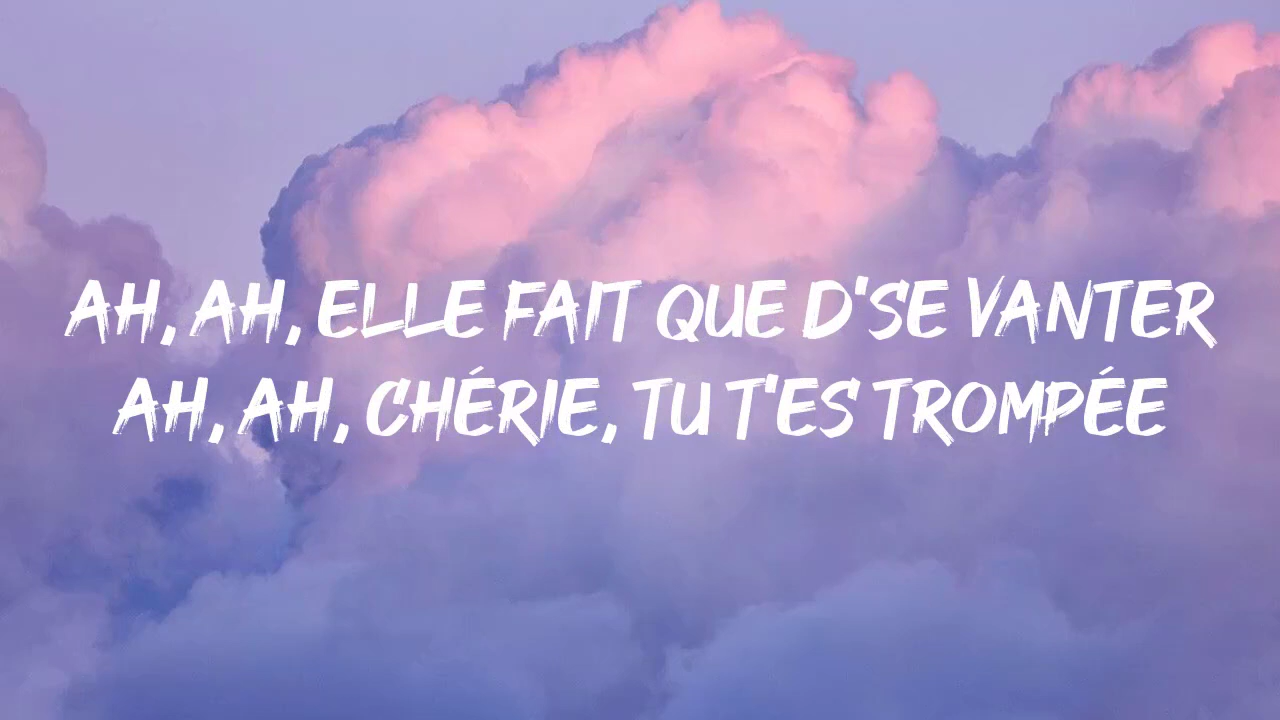 AH, AH, ELLE FAIT QUE D'SE VANTER
AH, AH, CHÉRIE, TU T'ES TROMPÉE